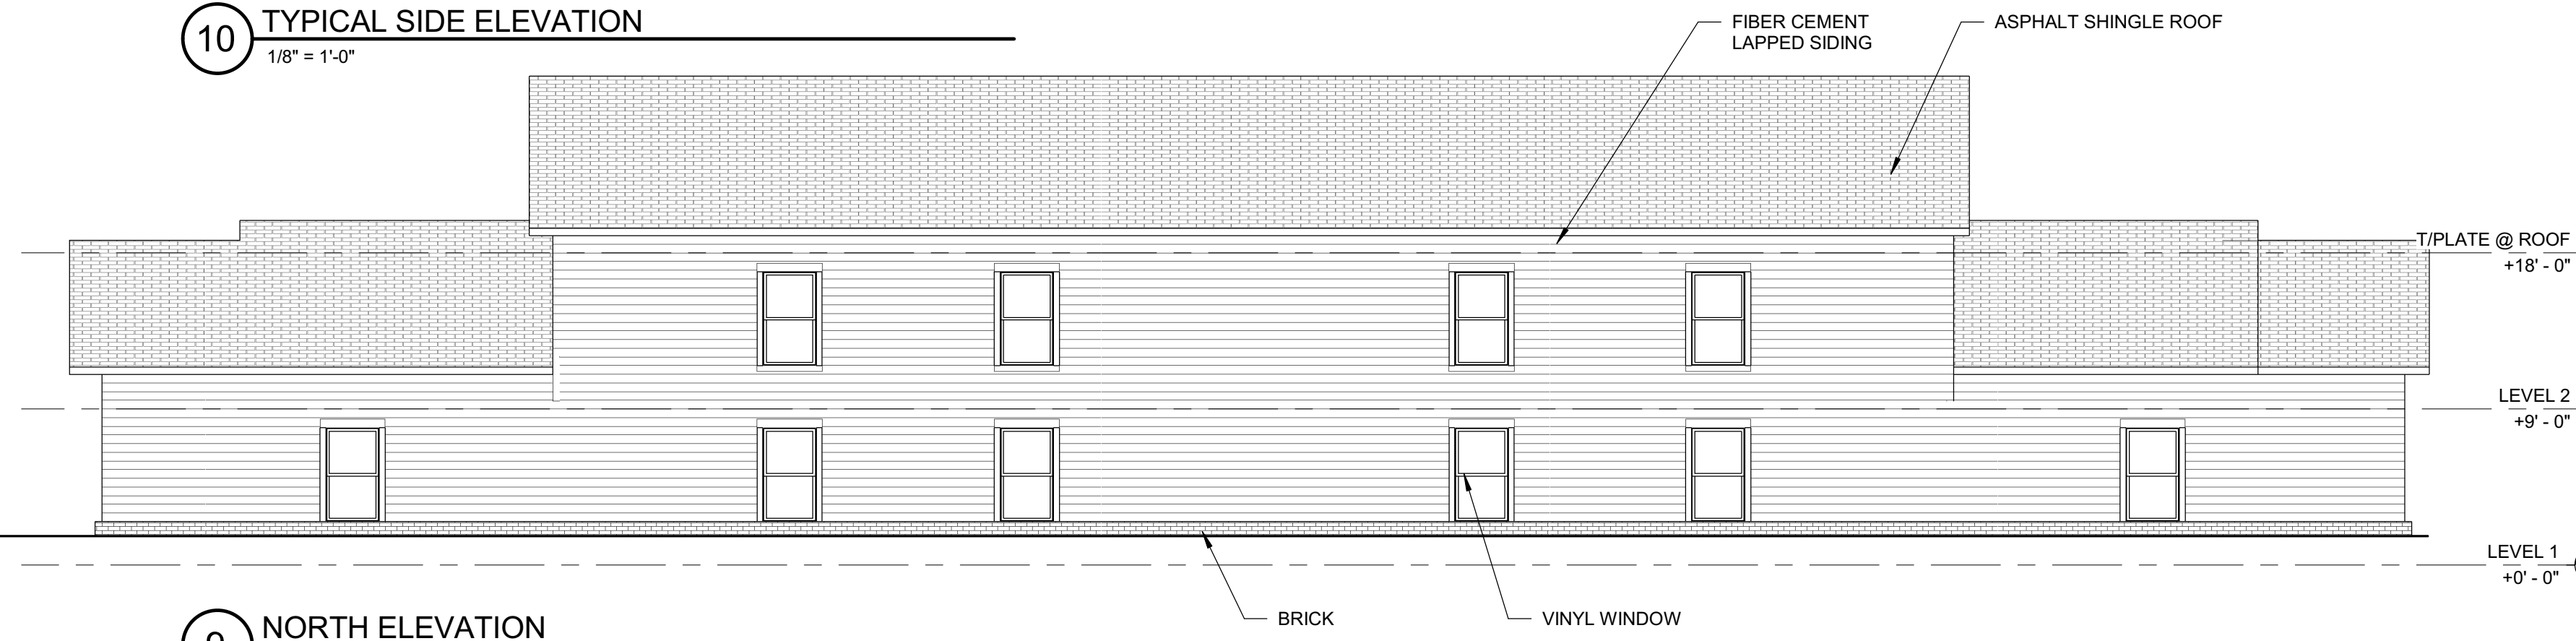 10
TYPICAL SIDE ELEVATION
1/8" = 1'-0"
FIBER CEMENT
LAPPED SIDING
ASPHALT SHINGLE ROOF
T/PLATE @ ROOF
+18' - 0"
LEVEL 2
+9' - 0"
LEVEL 1
+0' - 0"
BRICK
VINYL WINDOW
NORTH ELEVATION